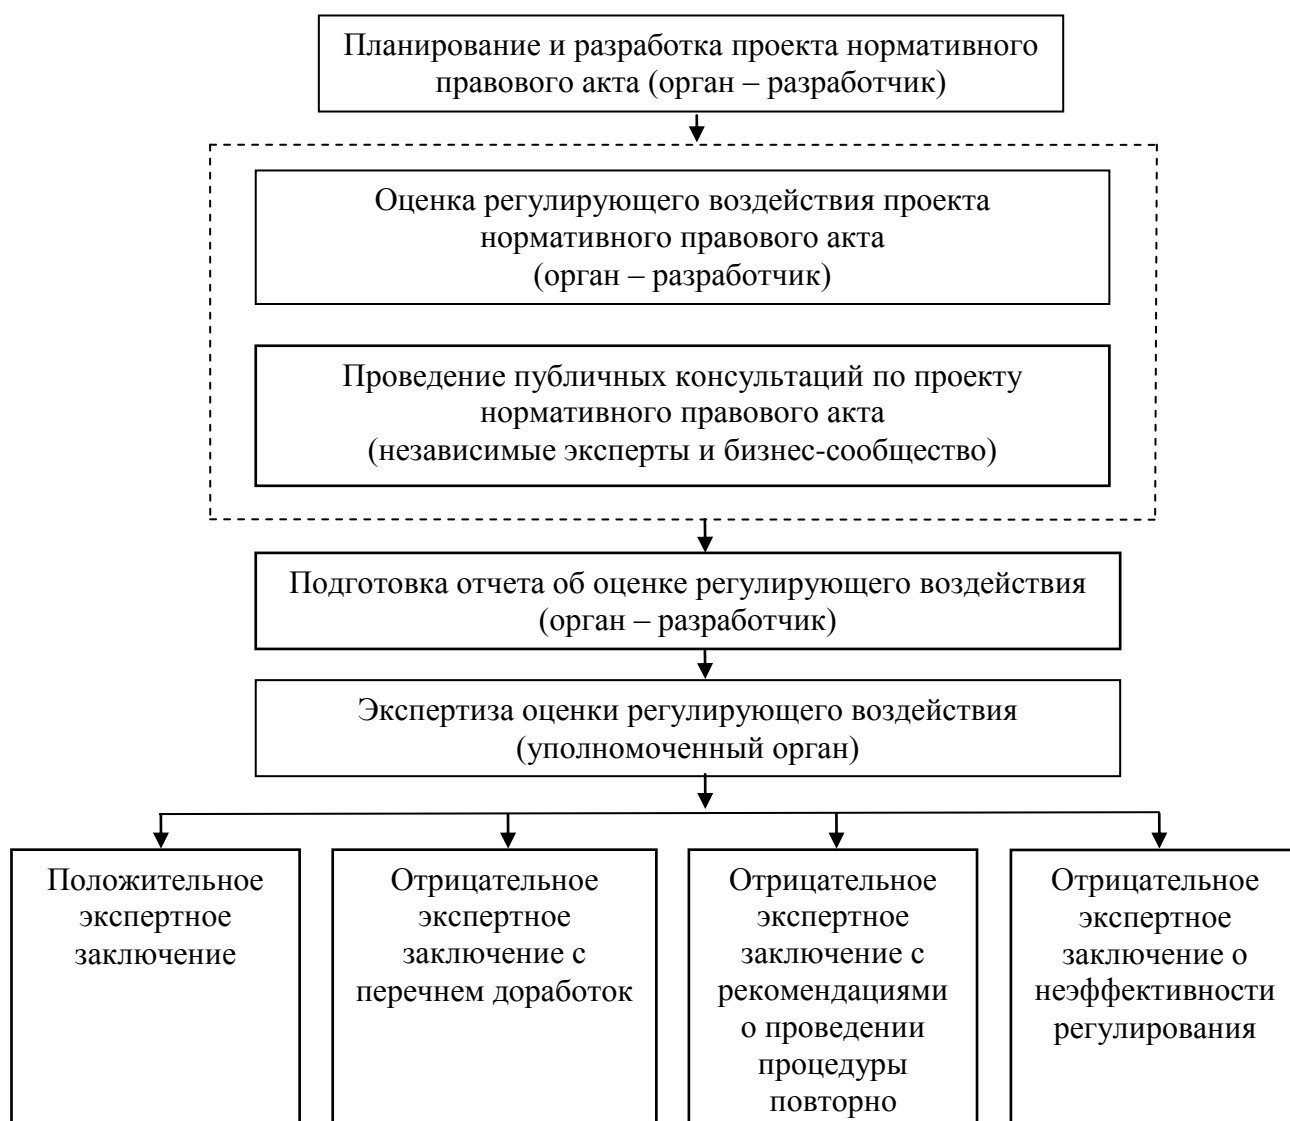 Планирование и разработка проекта нормативного
правового акта (орган – разработчик)
Оценка регулирующего воздействия проекта
нормативного правового акта
(орган – разработчик)
Проведение публичных консультаций по проекту
нормативного правового акта
(независимые эксперты и бизнес-сообщество)
Подготовка отчета об оценке регулирующего воздействия
(орган – разработчик)
Экспертиза оценки регулирующего воздействия
(уполномоченный орган)
Положительное
экспертное
заключение
Отрицательное
экспертное
заключение с
перечнем доработок
Отрицательное
экспертное
заключение с
рекомендациями
о проведении
процедуры
повторно
Отрицательное
экспертное
заключение о
неэффективности
регулирования